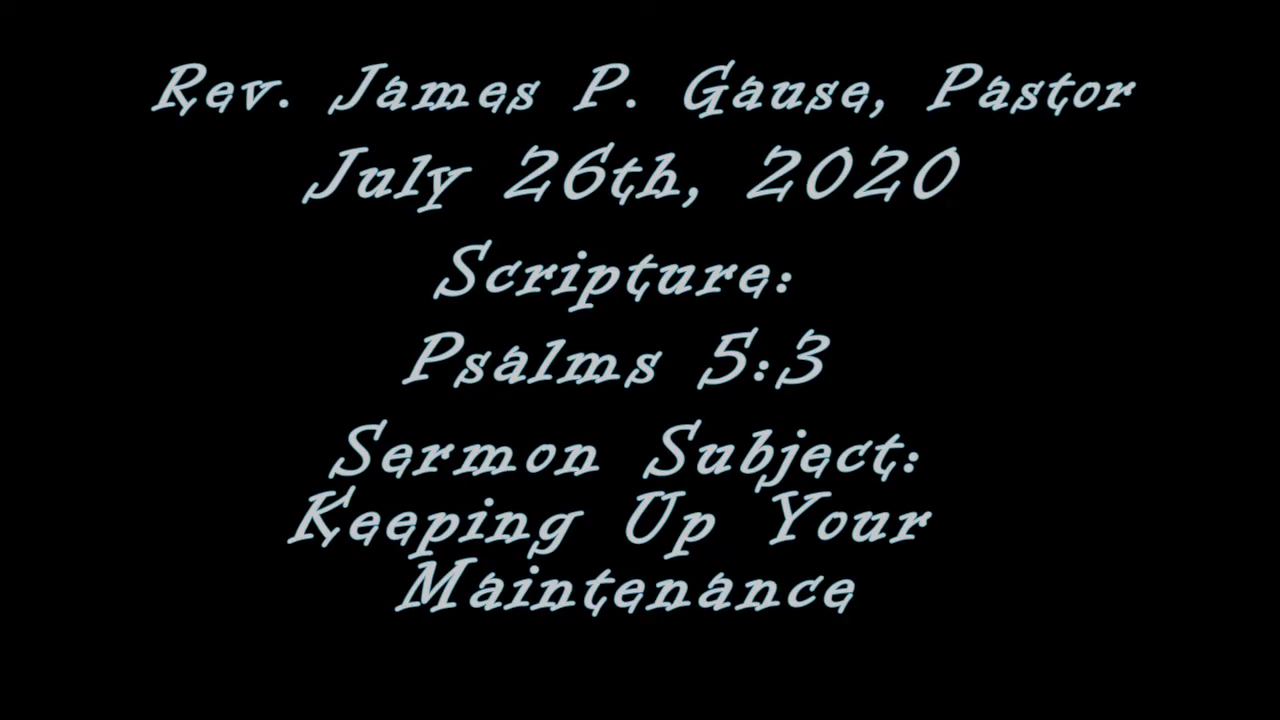 Rev. James P. Gause, Pastor
July 26th, 2020
Scripture:
Psalms 5:3
Sermon Subject:
Keeping Up Your
Maintenance